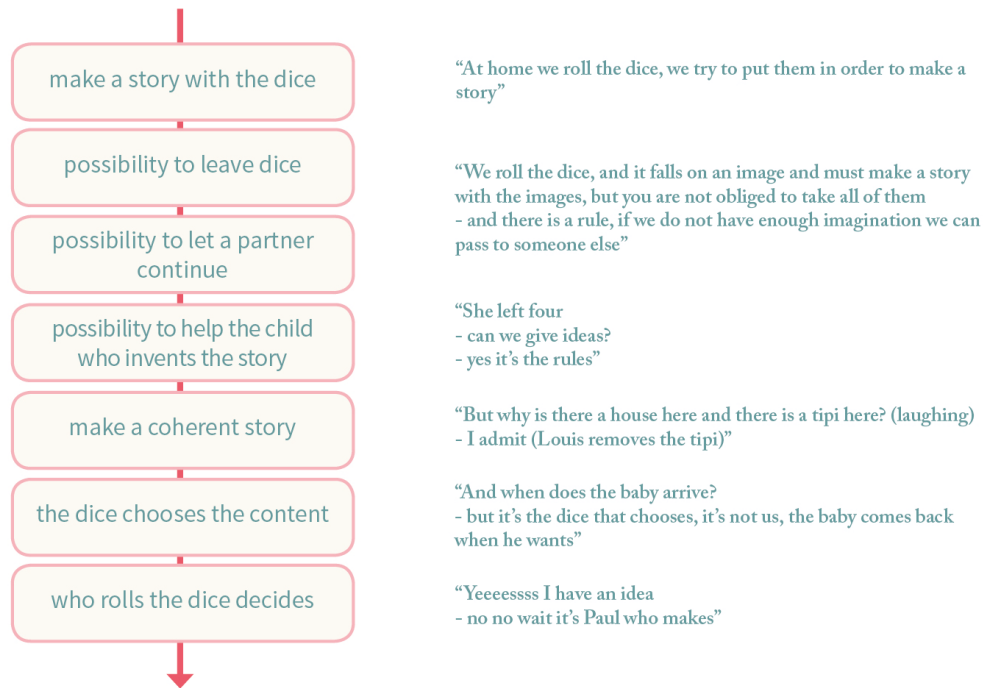 make a story with the dice
“At home we roll the dice, we try to put them in order to make a
story”
possibility to leave dice
“We roll the dice, and it falls on an image and must make a story
with the images, but you are not obliged to take all of them
- and there is a rule, if we do not have enough imagination we can
pass to someone else”
possibility to let a partner
continue
possibility to help the child
who invents the story
“She left four
- can we give ideas?
- yes it’s the rules”
make a coherent story
“But why is there a house here and there is a tipi here? (laughing)
- I admit (Louis removes the tipi)”
the dice chooses the content
“And when does the baby arrive?
- but it’s the dice that chooses, it’s not us, the baby comes back
when he wants”
who rolls the dice decides
“Yeeeessss I have an idea
- no no wait it’s Paul who makes”